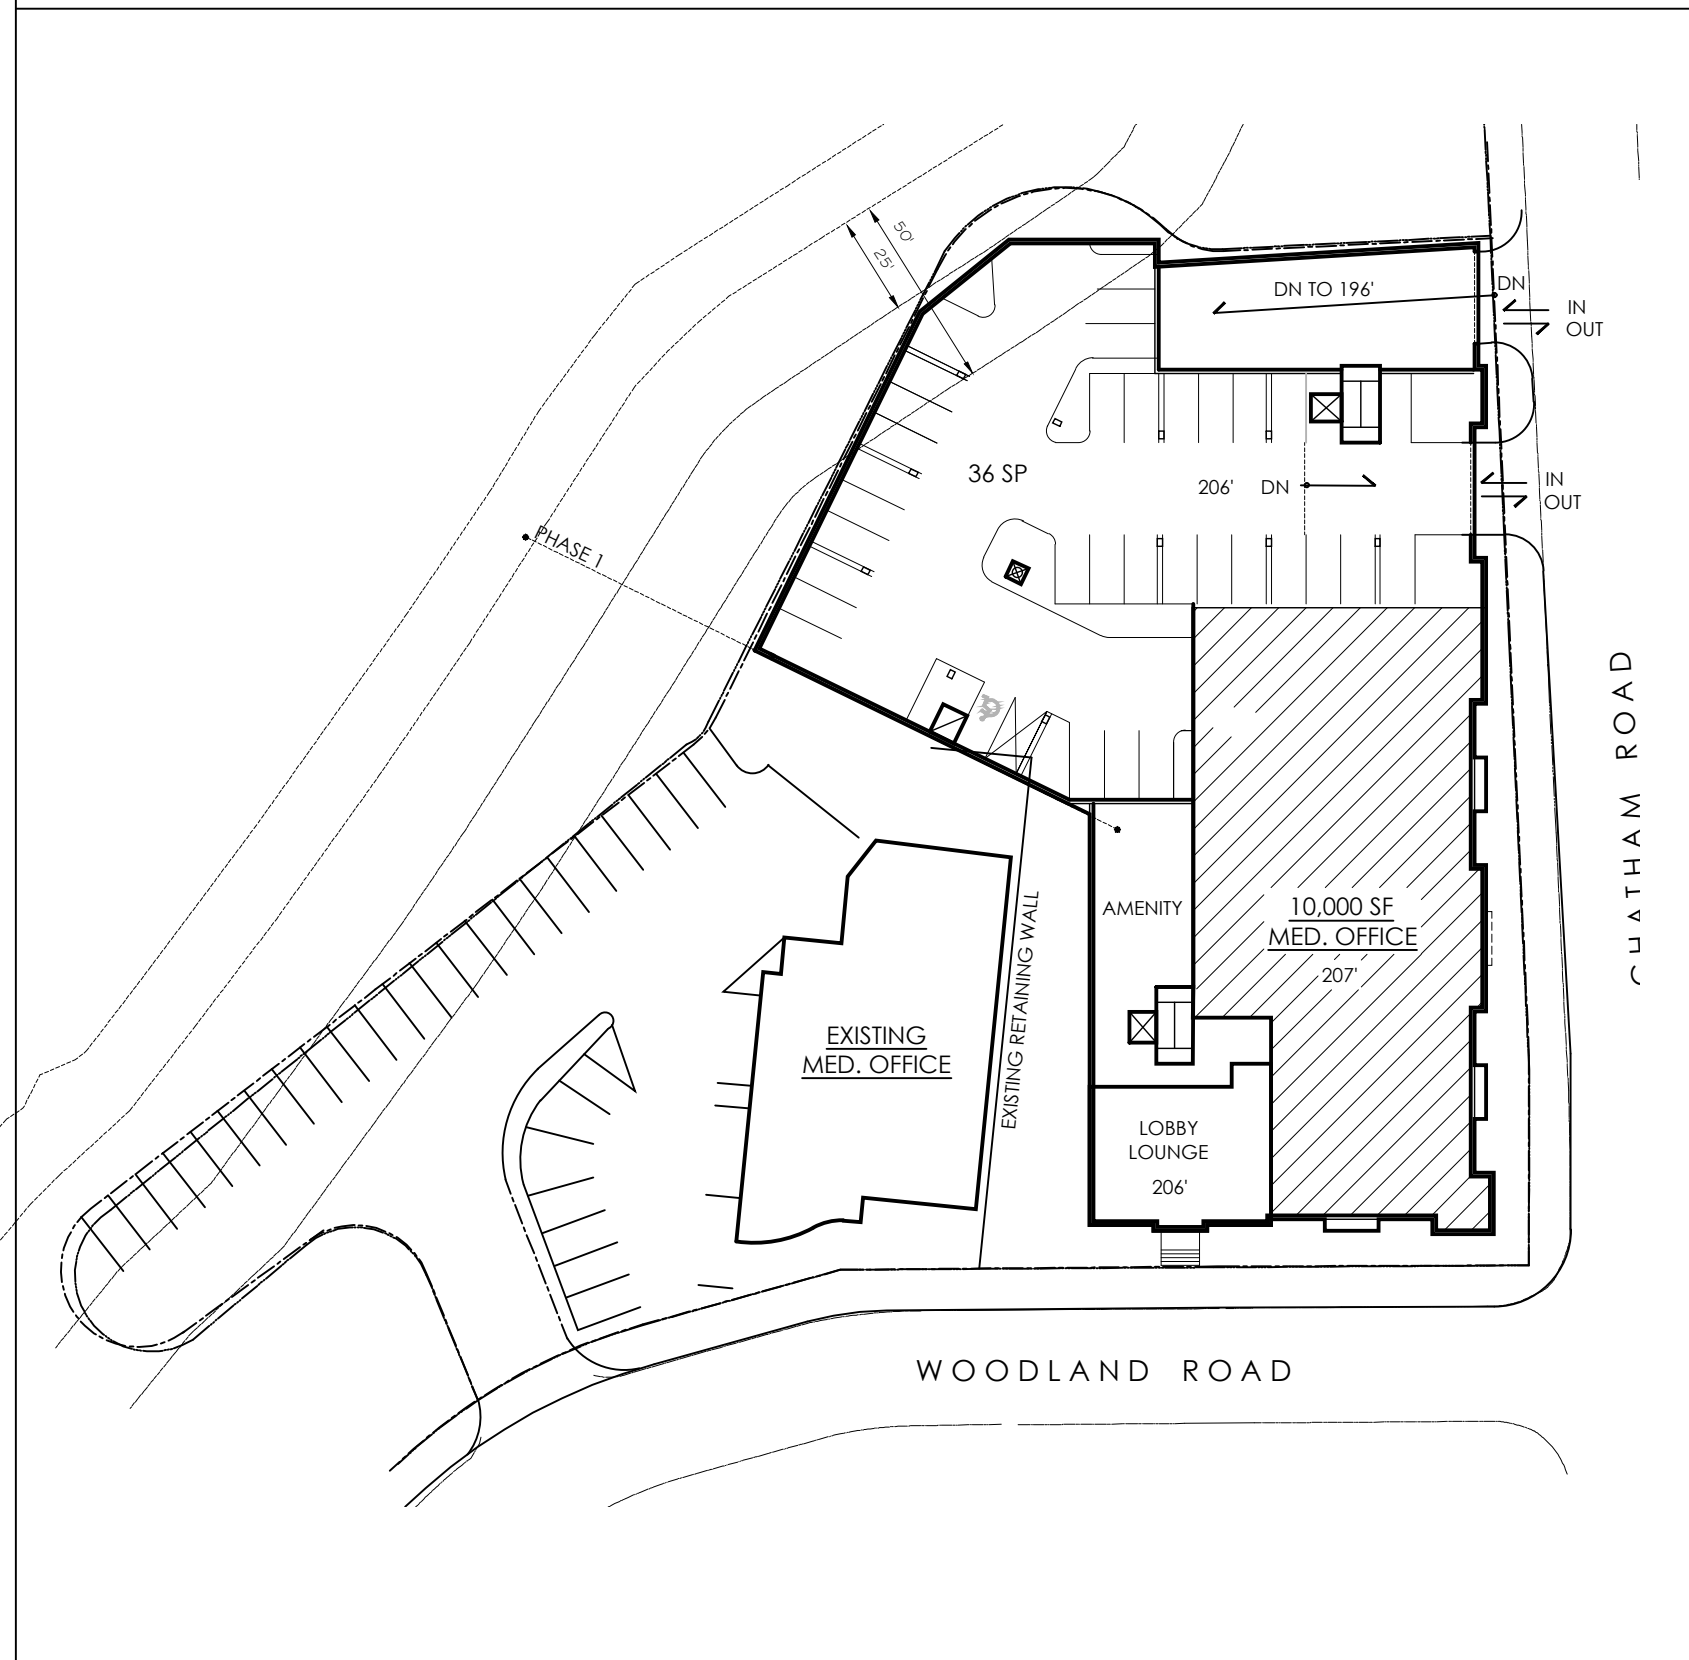 50'
25'
DN TO 196'
DN
IN
OUT
36 SP
206'
DN
IN
OUT
PHASE 1
CHATHAM ROAD
AMENITY
10,000 SF
MED. OFFICE
207'
EXISTING RETAINING WALL
EXISTING
MED. OFFICE
LOBBY
LOUNGE
206'
WOODLAND ROAD